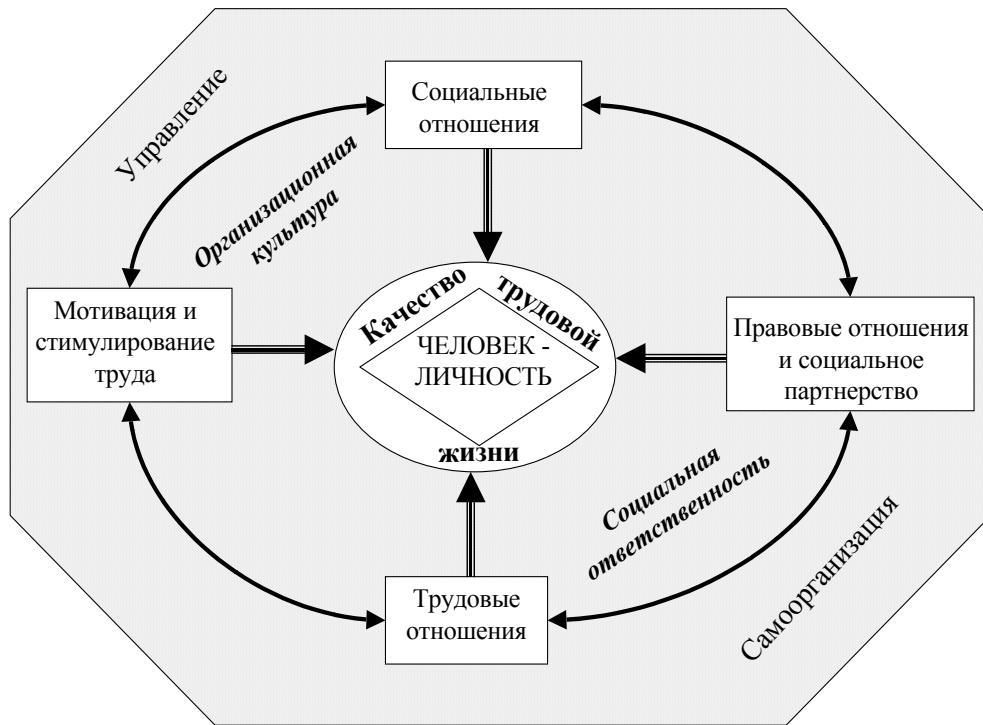 Управление
Социальные
отношения
Организационная
культура
Мотивация и
стимулирование
труда
Качество
трудовой
жизни
ЧЕЛОВЕК -
ЛИЧНОСТЬ
Правовые отношения
и социальное
партнерство
Социальная
ответственность
Трудовые
отношения
Самоорганизация